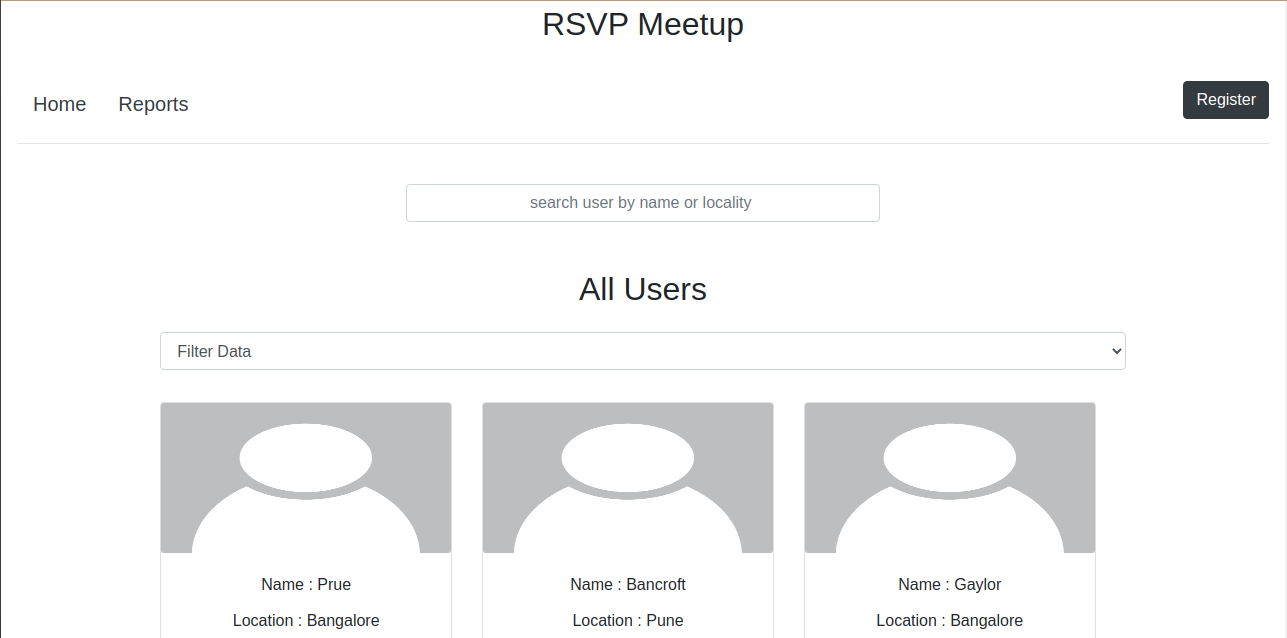 RSVP Meetup
Home Reports Register
search user by name or locality
All Users
Filter Data
Name : Prue Name : Bancroft Name : Gaylor
Location : Bangalore Location : Pune Location : Bangalore